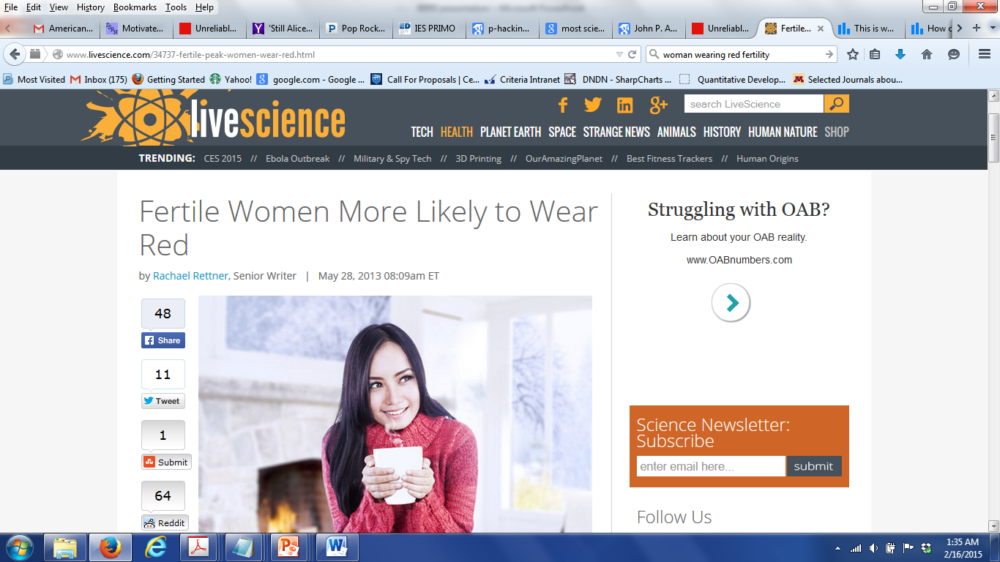 File Edit View History Bookmarks Tools Help
American... Motivate... Unreliabl... 'Still Alice... Pop Rock... IES PRIMO p-hackin... most scie... John P. A... Unreliabl... Fertile... This is w... How d
www.livescience.com/34737-fertile-peak-women-wear-red.html
woman wearing red fertility
Most Visited Inbox (175) Getting Started Yahoo! google.com - Google ... Call For Proposals | Ce... Criteria Intranet DNDN - SharpCharts ... Quantitative Develop... Selected Journals abou...
livescience
search LiveScience
TECH HEALTH PLANET EARTH SPACE STRANGE NEWS ANIMALS HISTORY HUMAN NATURE SHOP
TRENDING: CES 2015 // Ebola Outbreak // Military & Spy Tech // 3D Printing // OurAmazingPlanet // Best Fitness Trackers // Human Origins
Fertile Women More Likely to Wear
Red
by Rachael Rettner, Senior Writer | May 28, 2013 08:09am ET
48
Share
11
Tweet
1
Submit
64
Reddit
Struggling with OAB?
Learn about your OAB reality.
www.OABnumbers.com
Science Newsletter:
Subscribe
enter email here... submit
Follow Us
1:35 AM
2/16/2015